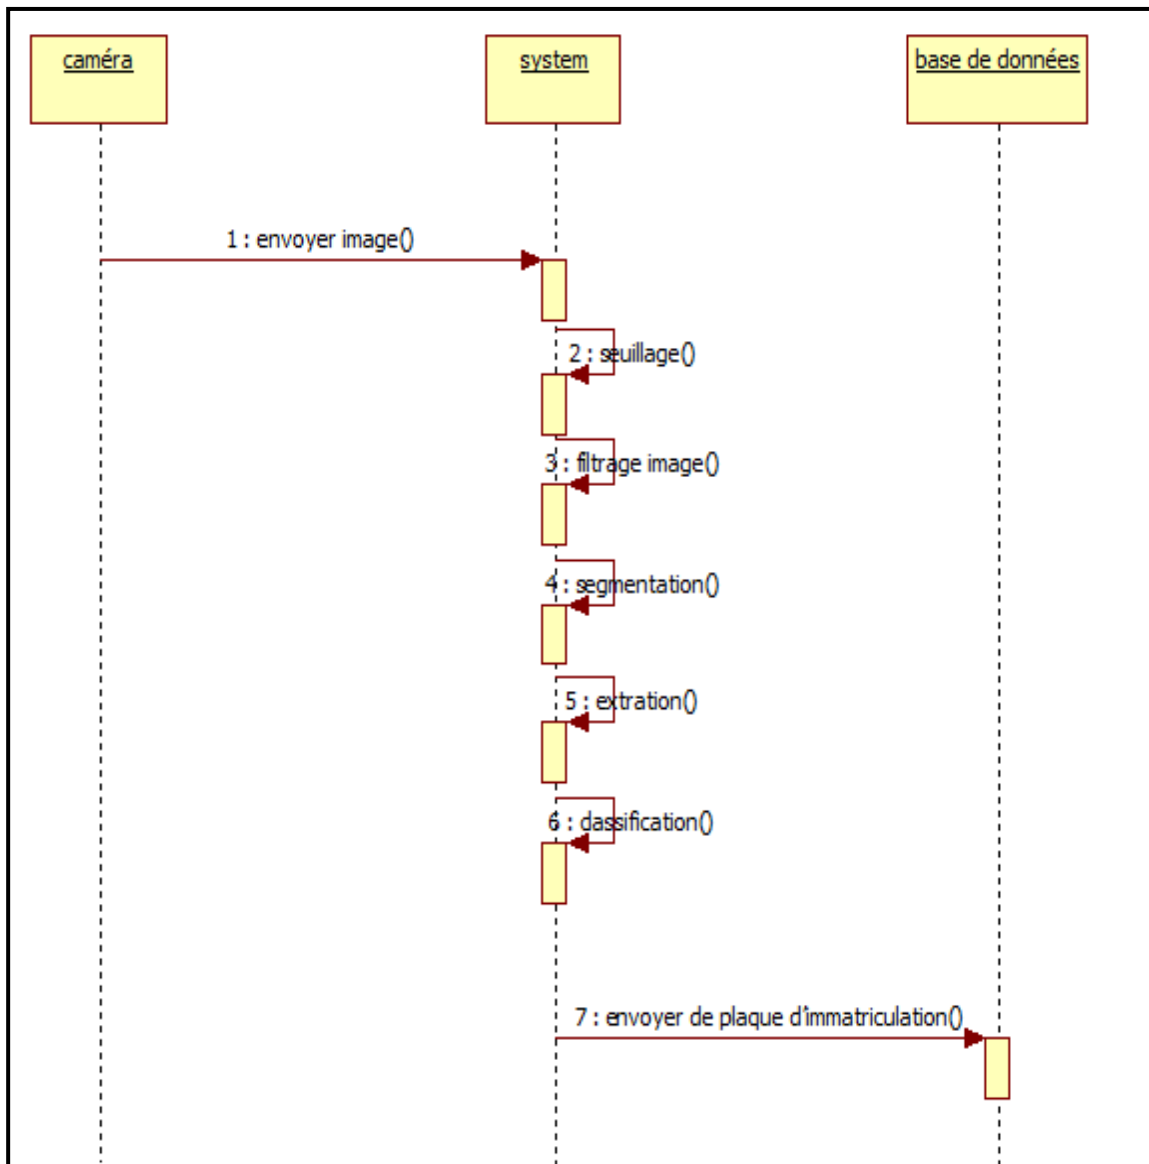 caméra
system
base de données
1 : envoyer image()
2 : seuillage()
3 : filtrage image()
4 : segmentation()
5 : extration()
6 : classification()
7 : envoyer de plaque d'immatriculation()